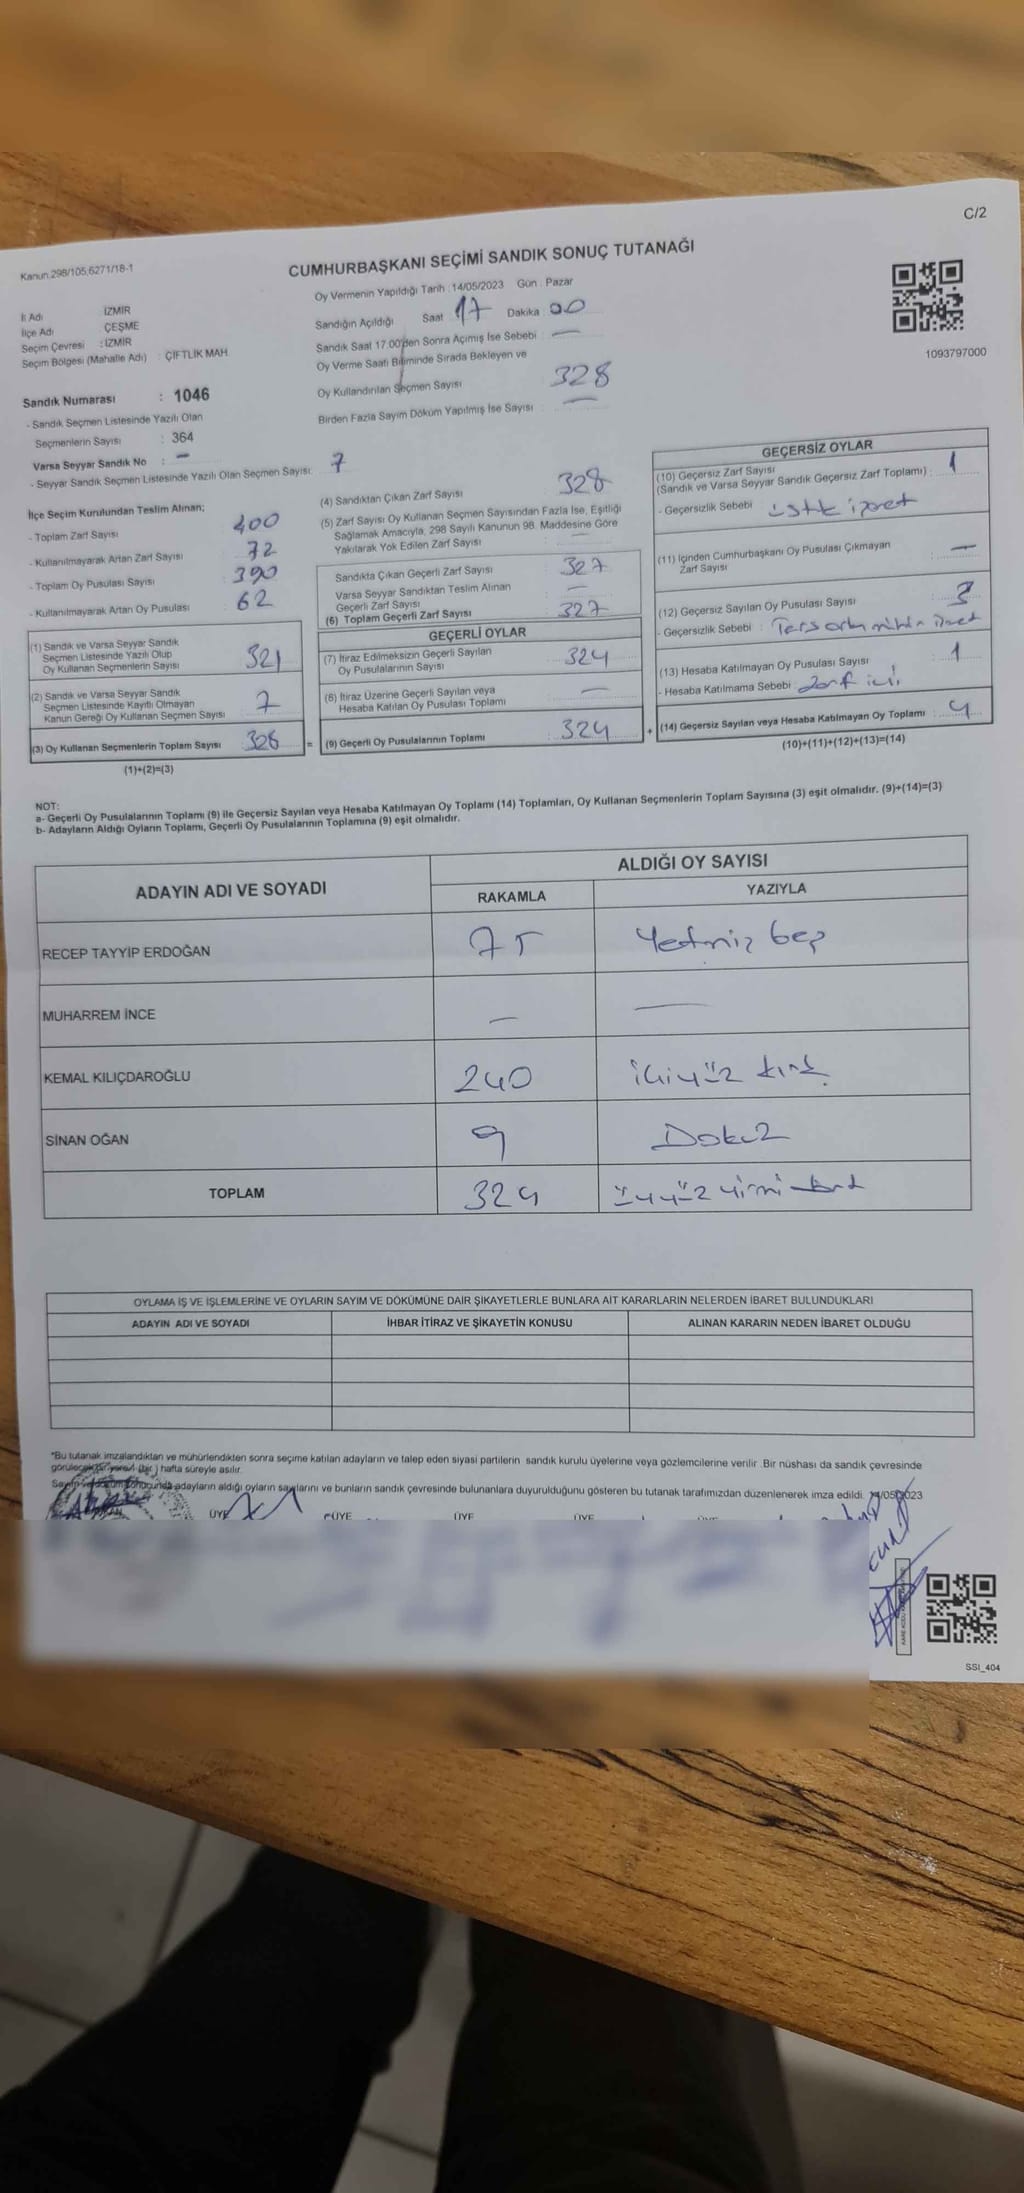 C/2
Kanun.298/105,6271/18-1
CUMHURBAŞKANI SEÇİMİ SANDIK SONUÇ TUTANAĞI
Oy Vermenin Yapıldığı Tarih :14/05/2023 Gün : Pazar
İl Adı İZMİR
İlçe Adı ÇEŞME
Seçim Çevresi : İZMİR
Seçim Bölgesi (Mahalle Adı) : ÇİFTLİK MAH.
Sandığın Açıldığı Saat 17 Dakika 00
Sandık Saat 17:00'den Sonra Açımış İse Sebebi —
Oy Verme Saati Bitiminde Sırada Bekleyen ve
Oy Kullandırılan Seçmen Sayısı 328
Birden Fazla Sayım Döküm Yapılmış İse Sayısı : —
1093797000
Sandık Numarası : 1046
- Sandık Seçmen Listesinde Yazılı Olan
Seçmenlerin Sayısı : 364
Varsa Seyyar Sandık No : —
- Seyyar Sandık Seçmen Listesinde Yazılı Olan Seçmen Sayısı: 7
İlçe Seçim Kurulundan Teslim Alınan;
- Toplam Zarf Sayısı 400
- Kullanılmayarak Artan Zarf Sayısı 72
- Toplam Oy Pusulası Sayısı 390
- Kullanılmayarak Artan Oy Pusulası 62
(1) Sandık ve Varsa Seyyar Sandık
Seçmen Listesinde Yazılı Olup
Oy Kullanan Seçmenlerin Sayısı 321
(2) Sandık ve Varsa Seyyar Sandık
Seçmen Listesinde Kayıtlı Olmayan
Kanun Gereği Oy Kullanan Seçmen Sayısı 7
(3) Oy Kullanan Seçmenlerin Toplam Sayısı 328 =
(1)+(2)=(3)
(4) Sandıktan Çıkan Zarf Sayısı 328
(5) Zarf Sayısı Oy Kullanan Seçmen Sayısından Fazla İse, Eşitliği
Sağlamak Amacıyla, 298 Sayılı Kanunun 98. Maddesine Göre
Yakılarak Yok Edilen Zarf Sayısı —
Sandıkta Çıkan Geçerli Zarf Sayısı 327
Varsa Seyyar Sandıktan Teslim Alınan
Geçerli Zarf Sayısı —
(6) Toplam Geçerli Zarf Sayısı 327
GEÇERLİ OYLAR
(7) İtiraz Edilmeksizin Geçerli Sayılan
Oy Pusulalarının Sayısı 324
(8) İtiraz Üzerine Geçerli Sayılan veya
Hesaba Katılan Oy Pusulası Toplamı —
(9) Geçerli Oy Pusulalarının Toplamı 324 +
GEÇERSİZ OYLAR
(10) Geçersiz Zarf Sayısı
(Sandık ve Varsa Seyyar Sandık Geçersiz Zarf Toplamı) : 1
- Geçersizlik Sebebi
(11) İçinden Cumhurbaşkanı Oy Pusulası Çıkmayan
Zarf Sayısı : —
(12) Geçersiz Sayılan Oy Pusulası Sayısı
- Geçersizlik Sebebi :
(13) Hesaba Katılmayan Oy Pusulası Sayısı 1
- Hesaba Katılmama Sebebi : Zarf içi
(14) Geçersiz Sayılan veya Hesaba Katılmayan Oy Toplamı : 4
(10)+(11)+(12)+(13)=(14)
NOT:
a- Geçerli Oy Pusulalarının Toplamı (9) ile Geçersiz Sayılan veya Hesaba Katılmayan Oy Toplamı (14) Toplamları, Oy Kullanan Seçmenlerin Toplam Sayısına (3) eşit olmalıdır. (9)+(14)=(3)
b- Adayların Aldığı Oyların Toplamı, Geçerli Oy Pusulalarının Toplamına (9) eşit olmalıdır.
ADAYIN ADI VE SOYADI ALDIĞI OY SAYISI
RAKAMLA YAZIYLA
RECEP TAYYİP ERDOĞAN 75 Yetmiş beş
MUHARREM İNCE — —
KEMAL KILIÇDAROĞLU 240 ikiyüz kırk
SİNAN OĞAN 9 Dokuz
TOPLAM 324 üçyüz yirmi dört
OYLAMA İŞ VE İŞLEMLERİNE VE OYLARIN SAYIM VE DÖKÜMÜNE DAİR ŞİKAYETLERLE BUNLARA AİT KARARLARIN NELERDEN İBARET BULUNDUKLARI
ADAYIN ADI VE SOYADI İHBAR İTİRAZ VE ŞİKAYETİN KONUSU ALINAN KARARIN NEDEN İBARET OLDUĞU
*Bu tutanak imzalandıktan ve mühürlendikten sonra seçime katılan adayların ve talep eden siyasi partilerin sandık kurulu üyelerine veya gözlemcilerine verilir .Bir nüshası da sandık çevresinde
hafta süreyle asılır.
adayların aldığı oyların sayılarını ve bunların sandık çevresinde bulunanlara duyurulduğunu gösteren bu tutanak tarafımızdan düzenlenerek imza edildi. 14/05/2023
ÜYE ÜYE ÜYE ÜYE
SSI_404